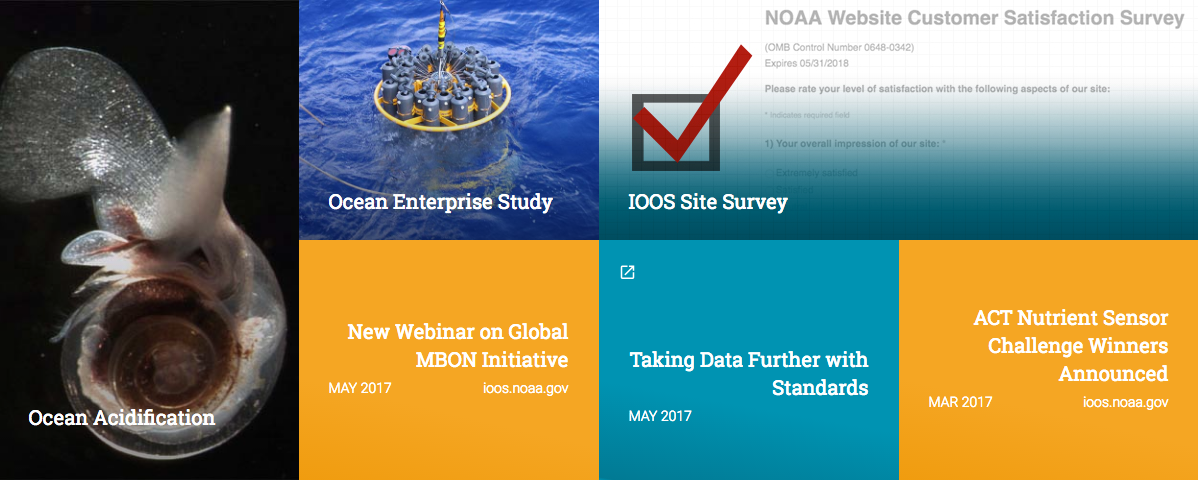 NOAA Website Customer Satisfaction Survey
(OMB Control Number 0648-0342)
Expires 05/31/2018
Please rate your level of satisfaction with the following aspects of our site:
* Indicates required field
1) Your overall impression of our site: *
Extremely satisfied
Ocean Enterprise Study
IOOS Site Survey
Ocean Acidification
New Webinar on Global
MBON Initiative
MAY 2017 ioos.noaa.gov
Taking Data Further with
Standards
MAY 2017
ACT Nutrient Sensor
Challenge Winners
Announced
MAR 2017 ioos.noaa.gov